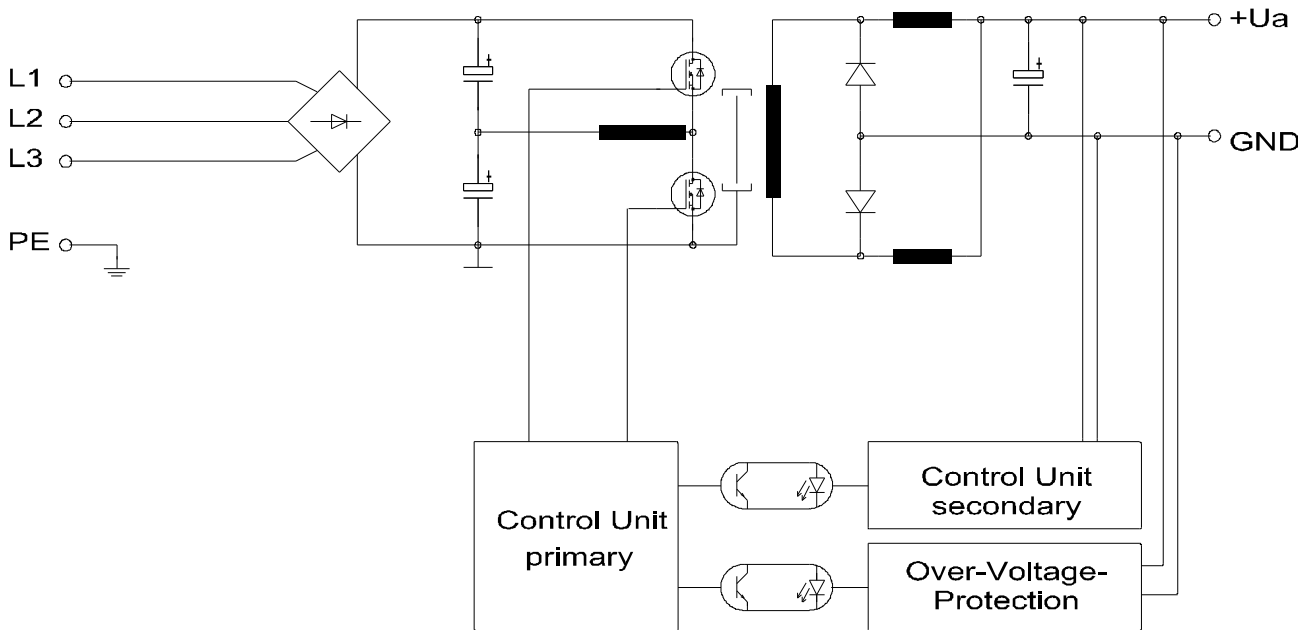 L1
L2
L3
PE
+Ua
GND
+
+
+
Control Unit
primary
Control Unit
secondary
Over-Voltage-
Protection